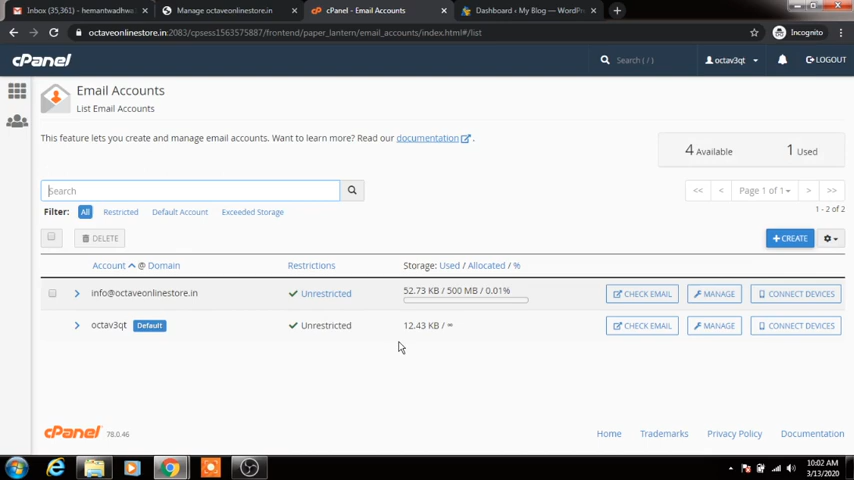 Inbox (35,361) - hemantwadhwa
Manage octaveonlinestore.in
cPanel - Email Accounts
Dashboard ‹ My Blog — WordPr
octaveonlinestore.in:2083/cpsess1563575887/frontend/paper_lantern/email_accounts/index.html#/list
Incognito
cPanel
Search ( / )
octav3qt
LOGOUT
Email Accounts
List Email Accounts
This feature lets you create and manage email accounts. Want to learn more? Read our documentation .
4 Available 1 Used
Search
<< < Page 1 of 1 > >>
Filter: All Restricted Default Account Exceeded Storage
1 - 2 of 2
DELETE
+ CREATE
Account @ Domain Restrictions Storage: Used / Allocated / %
info@octaveonlinestore.in Unrestricted 52.73 KB / 500 MB / 0.01% CHECK EMAIL MANAGE CONNECT DEVICES
octav3qt Default Unrestricted 12.43 KB / ∞ CHECK EMAIL MANAGE CONNECT DEVICES
cPanel 78.0.46 Home Trademarks Privacy Policy Documentation
10:02 AM
3/13/2020